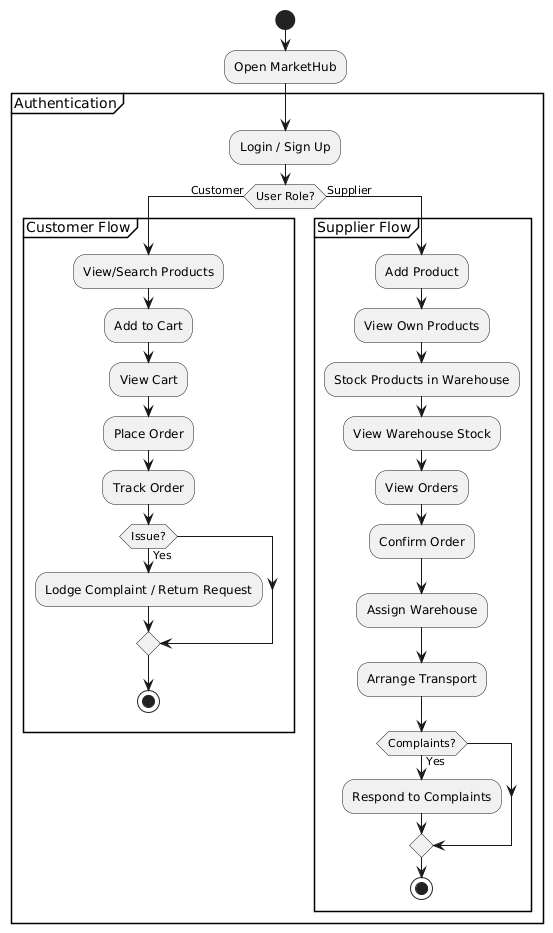 Open MarketHub
Authentication
Login / Sign Up
User Role?
Customer
Supplier
Customer Flow
View/Search Products
Add to Cart
View Cart
Place Order
Track Order
Issue?
Yes
Lodge Complaint / Return Request
Supplier Flow
Add Product
View Own Products
Stock Products in Warehouse
View Warehouse Stock
View Orders
Confirm Order
Assign Warehouse
Arrange Transport
Complaints?
Yes
Respond to Complaints